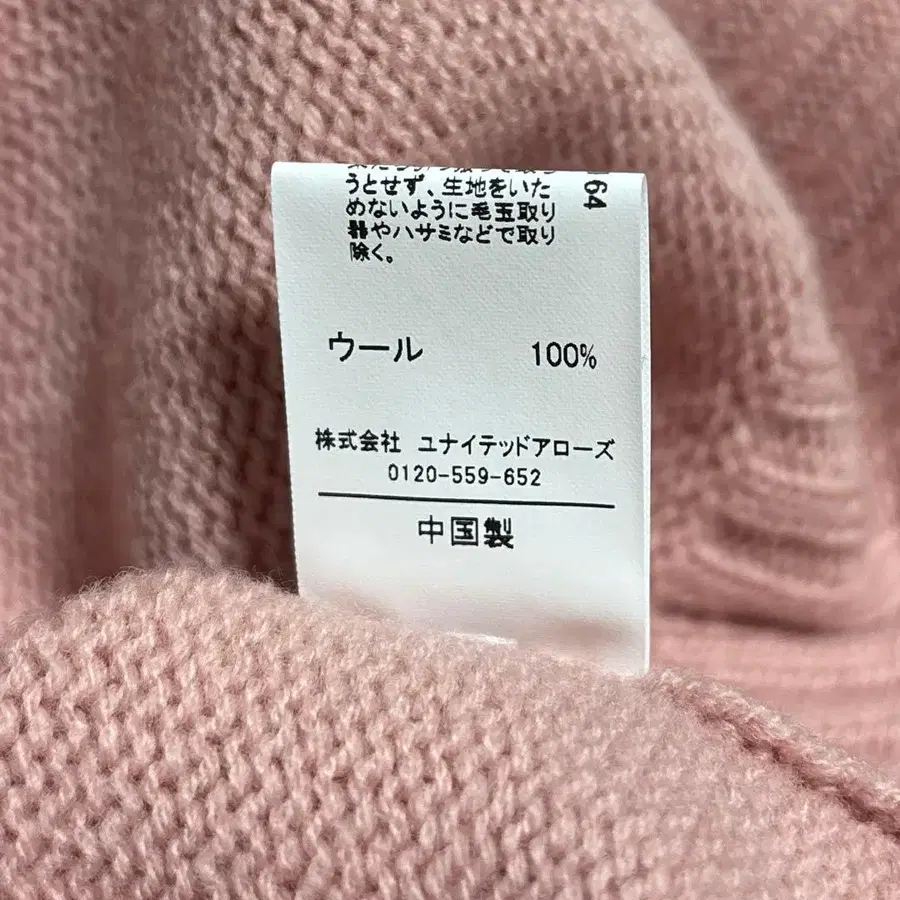 うとせず、生地をいた
めないように毛玉取り
器やハサミなどで取り
除く。
64
ウール 100%
株式会社 ユナイテッドアローズ
0120-559-652
中国製